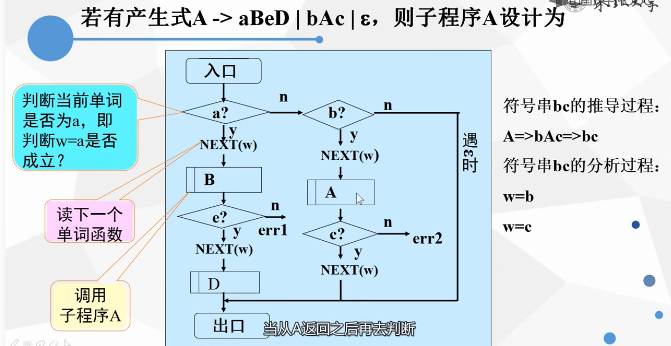 若有产生式A -> aBeD | bAc | ε，则子程序A设计为
入口
判断当前单词
是否为a，即
判断w=a是否
成立？
a?
n
b?
n
y
NEXT(w)
y
NEXT(w)
遇ε时
B
A
e?
n
err1
y
NEXT(w)
c?
n
err2
y
NEXT(w)
D
出口
读下一个
单词函数
调用
子程序A
符号串bc的推导过程：
A=>bAc=>bc
符号串bc的分析过程：
w=b
w=c
当从A返回之后再去判断